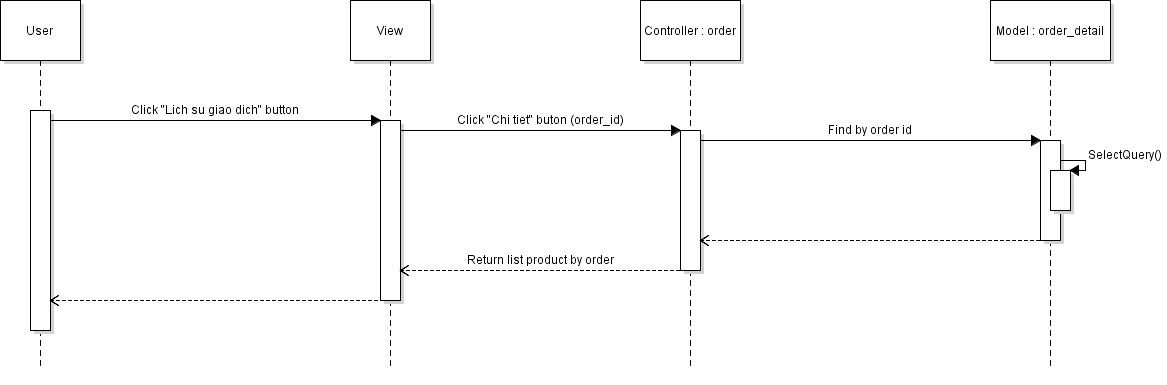 User
View
Controller : order
Model : order_detail
Click "Lich su giao dich" button
Click "Chi tiet" buton (order_id)
Find by order id
SelectQuery()
Return list product by order